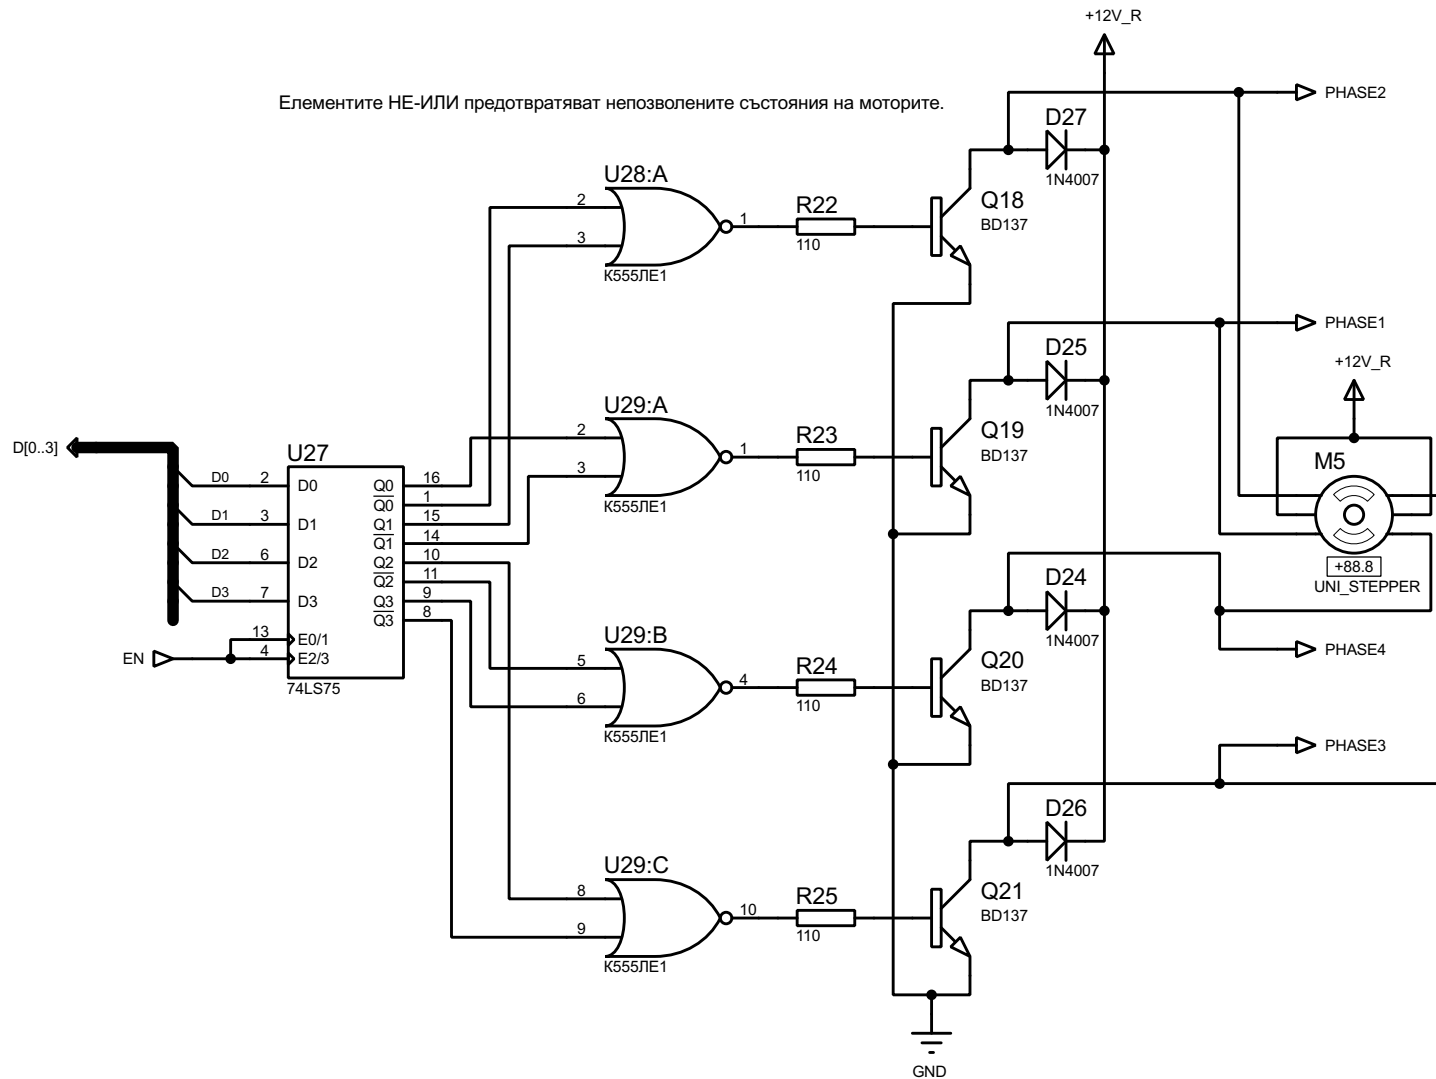 +12V_R
Елементите НЕ-ИЛИ предотвратяват непозволените състояния на моторите.
PHASE2
D27
1N4007
U28:A
2
3
1
К555ЛЕ1
R22
110
Q18
BD137
PHASE1
D25
1N4007
+12V_R
U29:A
2
3
1
К555ЛЕ1
R23
110
Q19
BD137
M5
+88.8
UNI_STEPPER
D[0..3]
U27
D0 2 D0 Q0 16
Q0 1
D1 3 D1 Q1 15
Q1 14
D2 6 D2 Q2 10
Q2 11
D3 7 D3 Q3 9
Q3 8
13 E0/1
EN 4 E2/3
74LS75
D24
1N4007
U29:B
5
6
4
К555ЛЕ1
R24
110
Q20
BD137
PHASE4
PHASE3
D26
1N4007
U29:C
8
9
10
К555ЛЕ1
R25
110
Q21
BD137
GND